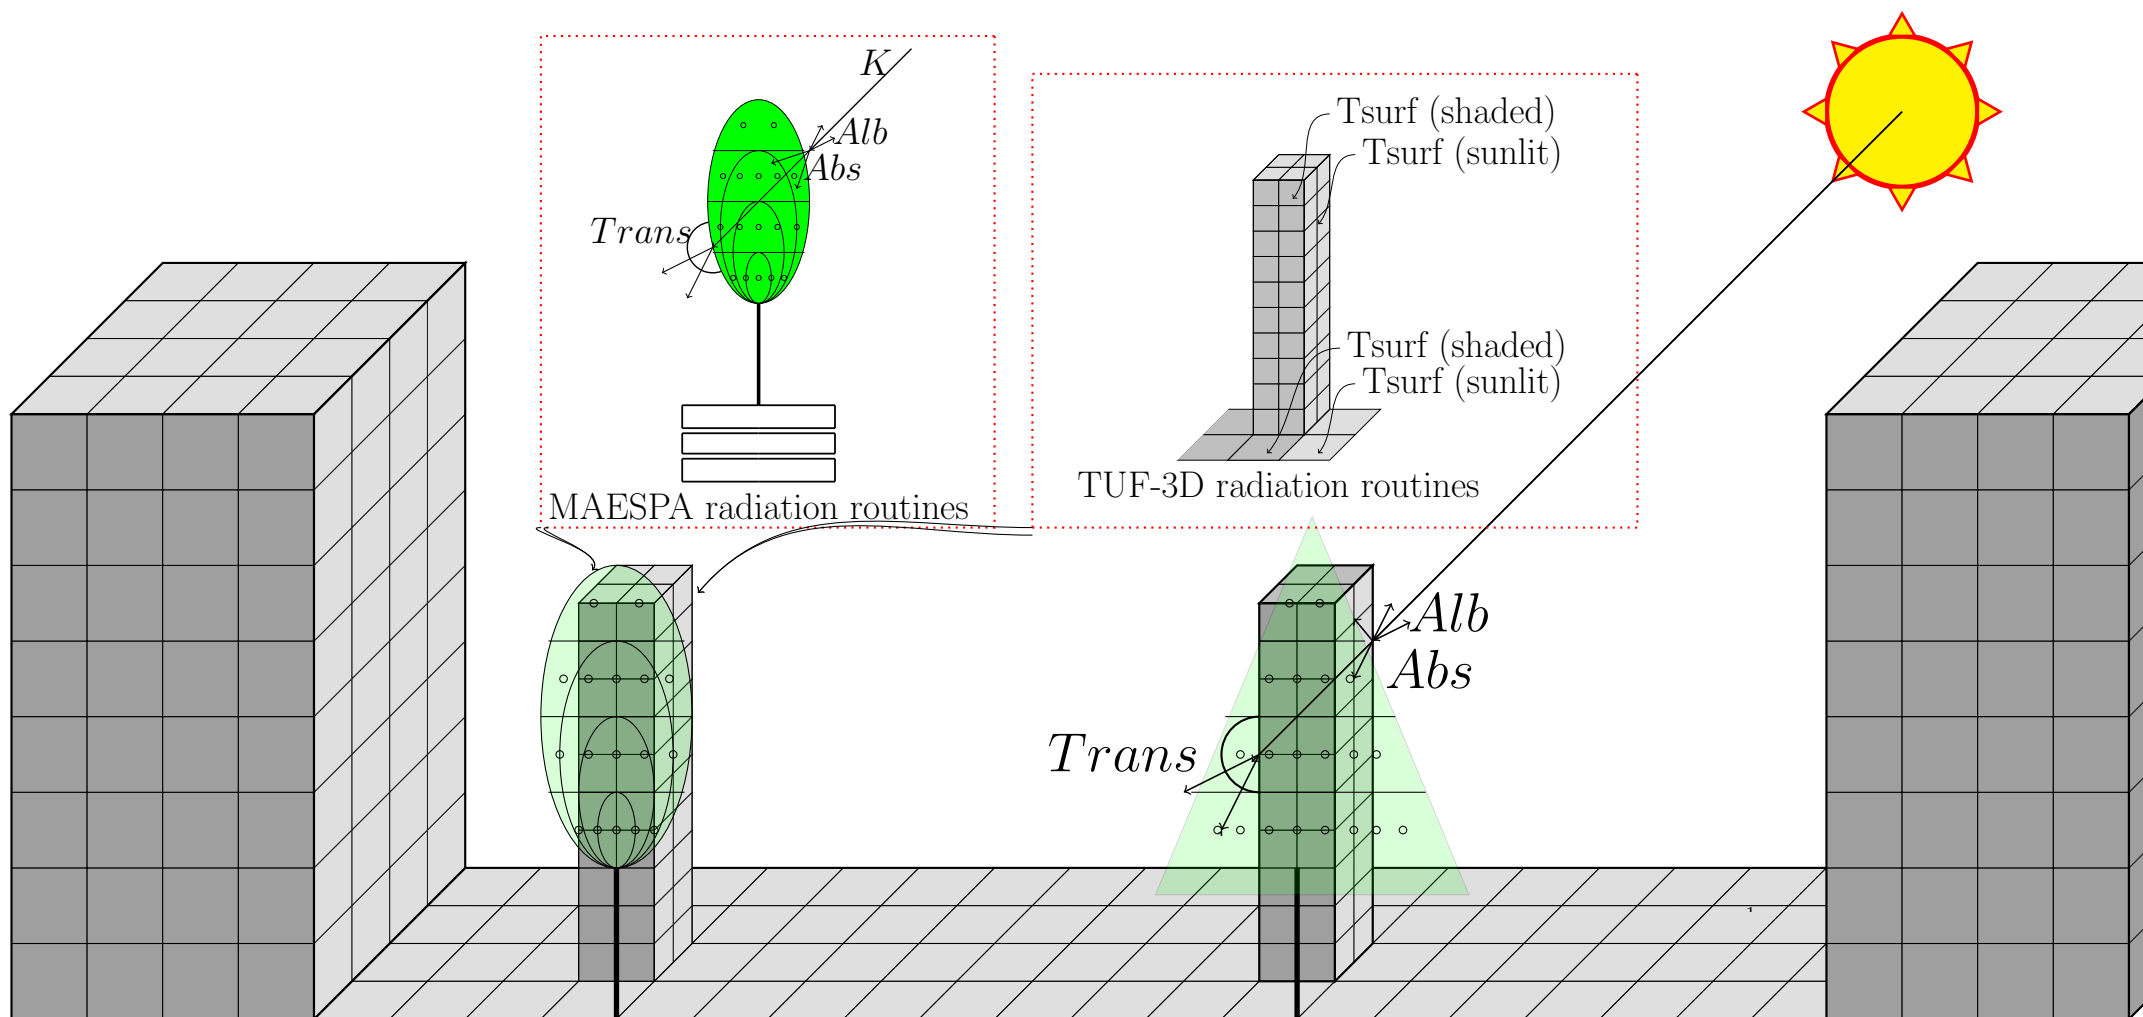 K
Alb
Abs
Trans
MAESPA radiation routines
Tsurf (shaded)
Tsurf (sunlit)
Tsurf (shaded)
Tsurf (sunlit)
TUF-3D radiation routines
Alb
Abs
Trans